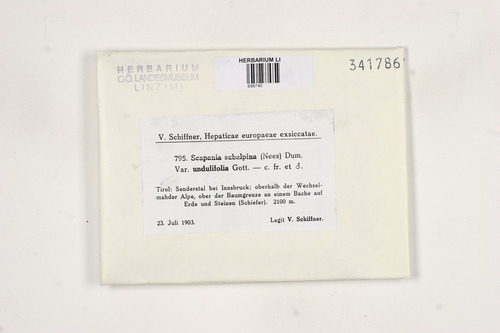 HERBARIUM
O.Ö. LANDESMUSEUM
LINZ (LI)
HERBARIUM LI
656740
341786
V. Schiffner, Hepaticae europaeae exsiccatae.
795. Scapania subalpina (Nees) Dum.
Var. undulifolia Gott. — c. fr. et ♂.
Tirol: Senderstal bei Innsbruck; oberhalb der Wechsel-
mahder Alpe, ober der Baumgrenze an einem Bache auf
Erde und Steinen (Schiefer). 2100 m.
23. Juli 1903.
Legit V. Schiffner.